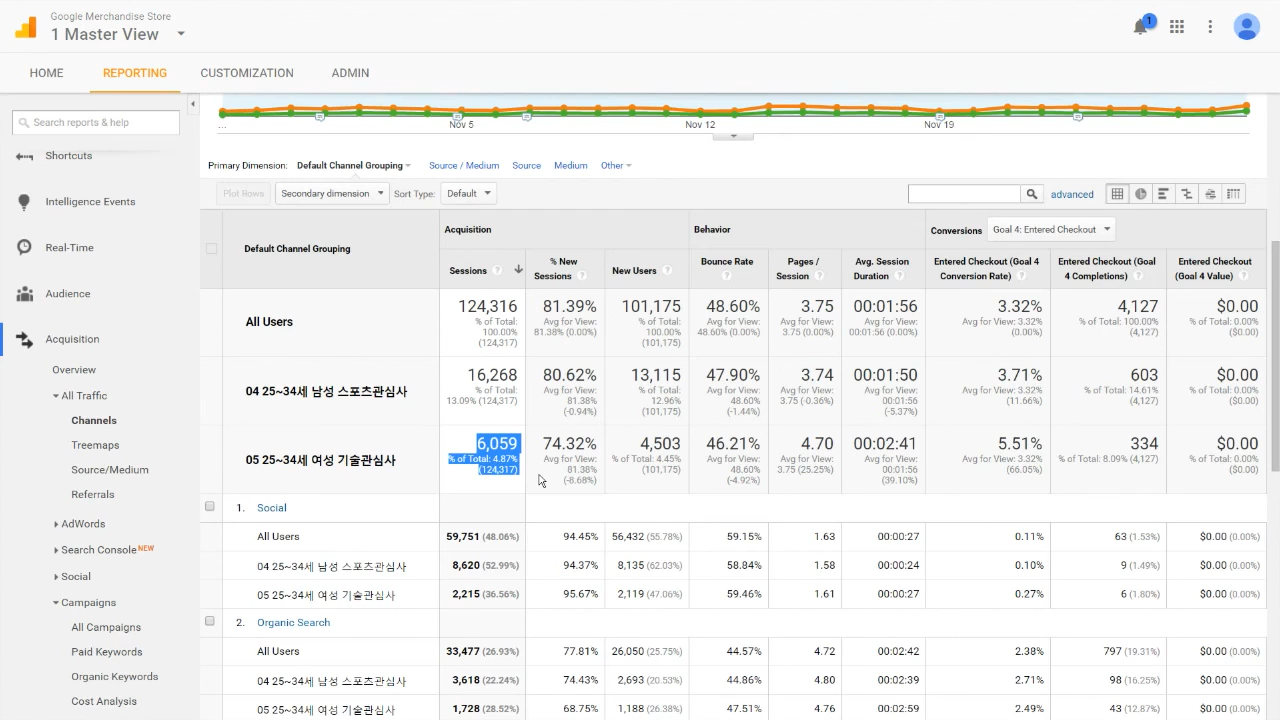 Google Merchandise Store
1 Master View
1
HOME REPORTING CUSTOMIZATION ADMIN
Search reports & help
Shortcuts
Intelligence Events
Real-Time
Audience
Acquisition
Overview
All Traffic
Channels
Treemaps
Source/Medium
Referrals
AdWords
Search Console NEW
Social
Campaigns
All Campaigns
Paid Keywords
Organic Keywords
Cost Analysis
... Nov 5 Nov 12 Nov 19
Primary Dimension: Default Channel Grouping Source / Medium Source Medium Other
Plot Rows Secondary dimension Sort Type: Default advanced
Default Channel Grouping
Acquisition Behavior Conversions Goal 4: Entered Checkout
Sessions ? % New Sessions ? New Users ? Bounce Rate ? Pages / Session ? Avg. Session Duration ? Entered Checkout (Goal 4 Conversion Rate) ? Entered Checkout (Goal 4 Completions) ? Entered Checkout (Goal 4 Value) ?
All Users
124,316 81.39% 101,175 48.60% 3.75 00:01:56 3.32% 4,127 $0.00
% of Total: 100.00% (124,317) Avg for View: 81.38% (0.00%) % of Total: 100.00% (101,175) Avg for View: 48.60% (0.00%) Avg for View: 3.75 (0.00%) Avg for View: 00:01:56 (0.00%) Avg for View: 3.32% (0.00%) % of Total: 100.00% (4,127) % of Total: 0.00% ($0.00)
04 25~34세 남성 스포츠관심사
16,268 80.62% 13,115 47.90% 3.74 00:01:50 3.71% 603 $0.00
% of Total: 13.09% (124,317) Avg for View: 81.38% (-0.94%) % of Total: 12.96% (101,175) Avg for View: 48.60% (-1.44%) Avg for View: 3.75 (-0.36%) Avg for View: 00:01:56 (-5.37%) Avg for View: 3.32% (11.66%) % of Total: 14.61% (4,127) % of Total: 0.00% ($0.00)
05 25~34세 여성 기술관심사
6,059 74.32% 4,503 46.21% 4.70 00:02:41 5.51% 334 $0.00
% of Total: 4.87% (124,317) Avg for View: 81.38% (-8.68%) % of Total: 4.45% (101,175) Avg for View: 48.60% (-4.92%) Avg for View: 3.75 (25.25%) Avg for View: 00:01:56 (39.10%) Avg for View: 3.32% (66.05%) % of Total: 8.09% (4,127) % of Total: 0.00% ($0.00)
1. Social
All Users 59,751 (48.06%) 94.45% 56,432 (55.78%) 59.15% 1.63 00:00:27 0.11% 63 (1.53%) $0.00 (0.00%)
04 25~34세 남성 스포츠관심사 8,620 (52.99%) 94.37% 8,135 (62.03%) 58.84% 1.58 00:00:24 0.10% 9 (1.49%) $0.00 (0.00%)
05 25~34세 여성 기술관심사 2,215 (36.56%) 95.67% 2,119 (47.06%) 59.46% 1.61 00:00:27 0.27% 6 (1.80%) $0.00 (0.00%)
2. Organic Search
All Users 33,477 (26.93%) 77.81% 26,050 (25.75%) 44.57% 4.72 00:02:42 2.38% 797 (19.31%) $0.00 (0.00%)
04 25~34세 남성 스포츠관심사 3,618 (22.24%) 74.43% 2,693 (20.53%) 44.86% 4.80 00:02:39 2.71% 98 (16.25%) $0.00 (0.00%)
05 25~34세 여성 기술관심사 1,728 (28.52%) 68.75% 1,188 (26.38%) 47.51% 4.76 00:02:59 2.49% 43 (12.87%) $0.00 (0.00%)